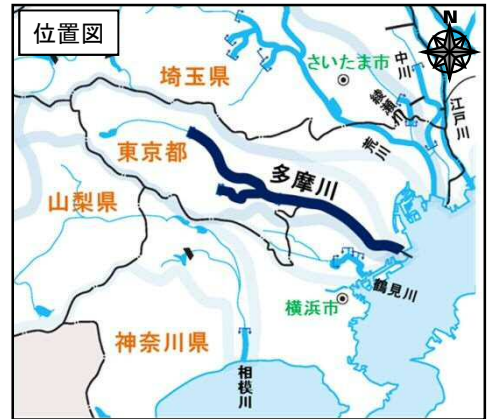 位置図
N
さいたま市
中川
綾瀬川
江戸川
埼玉県
荒川
東京都
多摩川
山梨県
鶴見川
横浜市
神奈川県
相模川